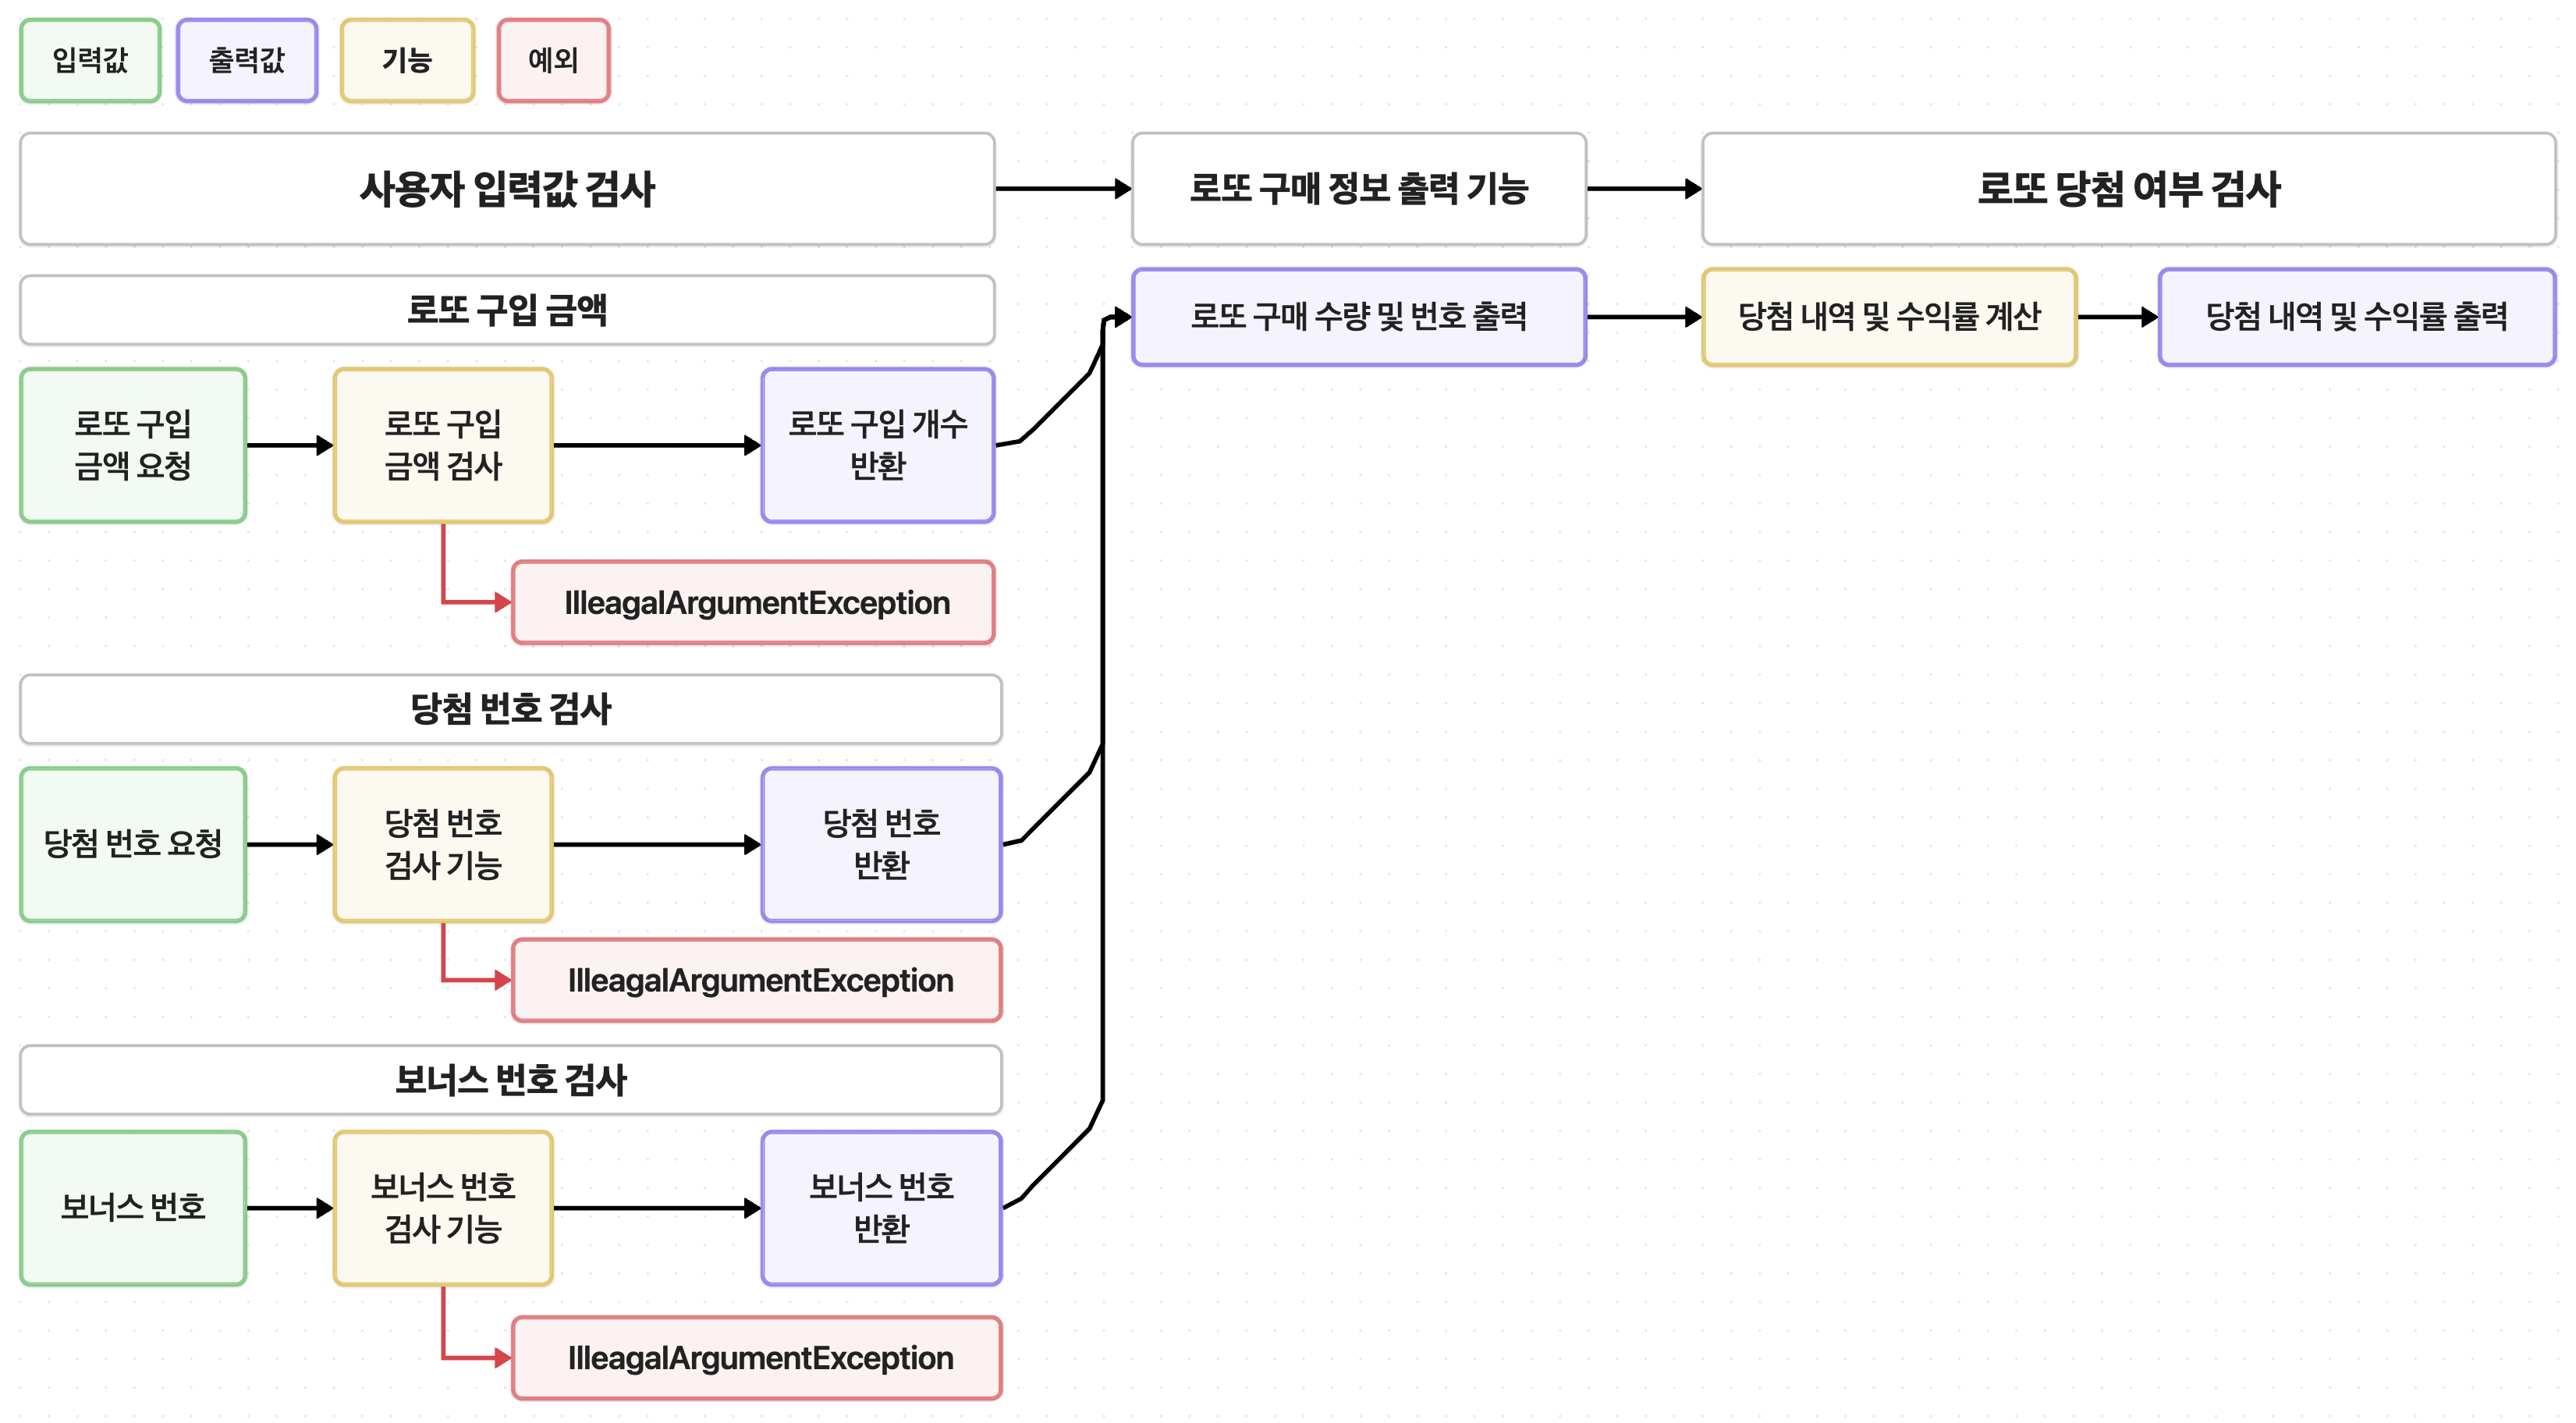 입력값
출력값
기능
예외
사용자 입력값 검사
로또 구매 정보 출력 기능
로또 당첨 여부 검사
로또 구입 금액
로또 구매 수량 및 번호 출력
당첨 내역 및 수익률 계산
당첨 내역 및 수익률 출력
로또 구입
금액 요청
로또 구입
금액 검사
로또 구입 개수
반환
IlleagalArgumentException
당첨 번호 검사
당첨 번호 요청
당첨 번호
검사 기능
당첨 번호
반환
IlleagalArgumentException
보너스 번호 검사
보너스 번호
보너스 번호
검사 기능
보너스 번호
반환
IlleagalArgumentException